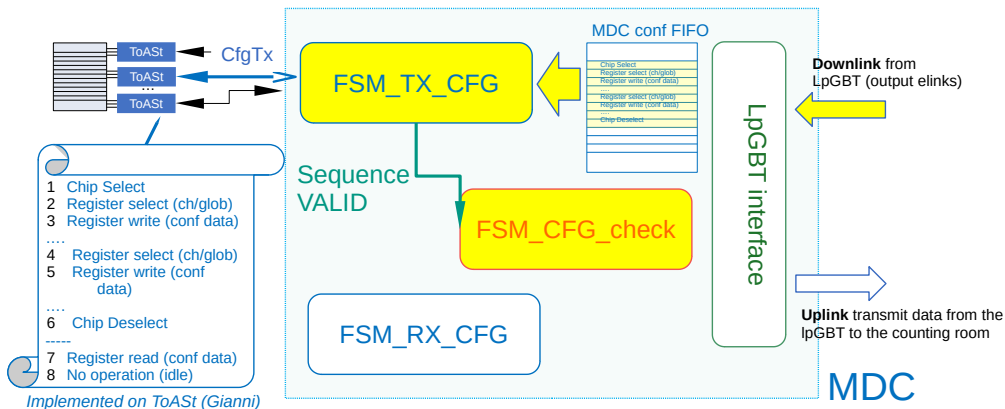 ToASt
CfgTx
ToASt
...
ToASt
FSM_TX_CFG
MDC conf FIFO
Chip Select
Register select (ch/glob)
Register write (conf data)
....
Register select (ch/glob)
Register write (conf data)
....
Chip Deselect
LpGBT interface
Downlink from
LpGBT (output elinks)
1 Chip Select
2 Register select (ch/glob)
3 Register write (conf data)
....
4 Register select (ch/glob)
5 Register write (conf
data)
....
6 Chip Deselect
-----
7 Register read (conf data)
8 No operation (idle)
Implemented on ToASt (Gianni)
Sequence
VALID
FSM_CFG_check
FSM_RX_CFG
Uplink transmit data from the
lpGBT to the counting room
MDC